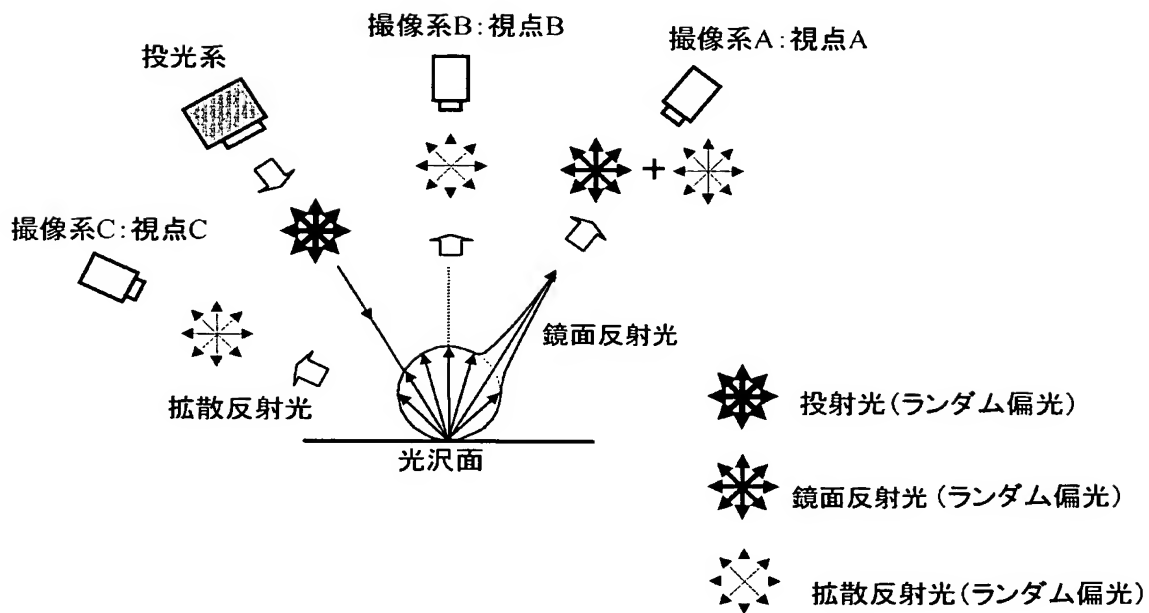 撮像系B:視点B
撮像系A:視点A
投光系
撮像系C:視点C
鏡面反射光
拡散反射光
光沢面
投射光(ランダム偏光)
鏡面反射光(ランダム偏光)
拡散反射光(ランダム偏光)